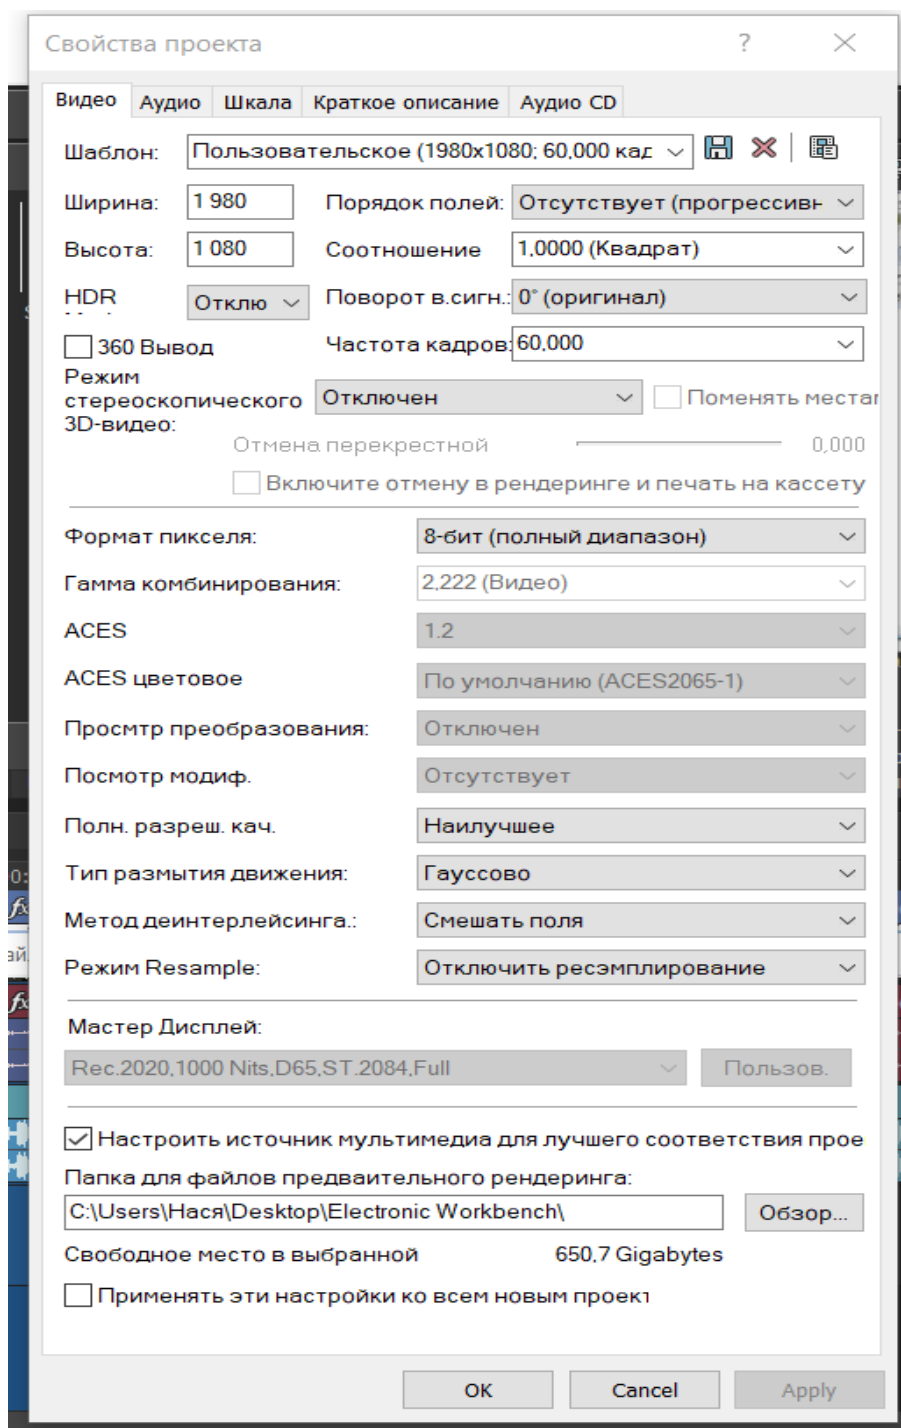 Свойства проекта
Видео Аудио Шкала Краткое описание Аудио CD
Шаблон: Пользовательское (1980x1080; 60,000 кад
Ширина: 1 980 Порядок полей: Отсутствует (прогрессивн
Высота: 1 080 Соотношение 1,0000 (Квадрат)
HDR Отклю Поворот в.сигн.: 0° (оригинал)
360 Вывод Частота кадров: 60,000
Режим
стереоскопического Отключен Поменять местам
3D-видео:
Отмена перекрестной 0,000
Включите отмену в рендеринге и печать на кассету
Формат пикселя: 8-бит (полный диапазон)
Гамма комбинирования: 2,222 (Видео)
ACES 1.2
ACES цветовое По умолчанию (ACES2065-1)
Просмтр преобразования: Отключен
Посмотр модиф. Отсутствует
Полн. разреш. кач. Наилучшее
Тип размытия движения: Гауссово
Метод деинтерлейсинга.: Смешать поля
Режим Resample: Отключить ресэмплирование
Мастер Дисплей:
Rec.2020,1000 Nits,D65,ST.2084,Full Пользов.
Настроить источник мультимедиа для лучшего соответствия прое
Папка для файлов предваительного рендеринга:
C:\Users\Нася\Desktop\Electronic Workbench\ Обзор...
Свободное место в выбранной 650,7 Gigabytes
Применять эти настройки ко всем новым проект
OK Cancel Apply